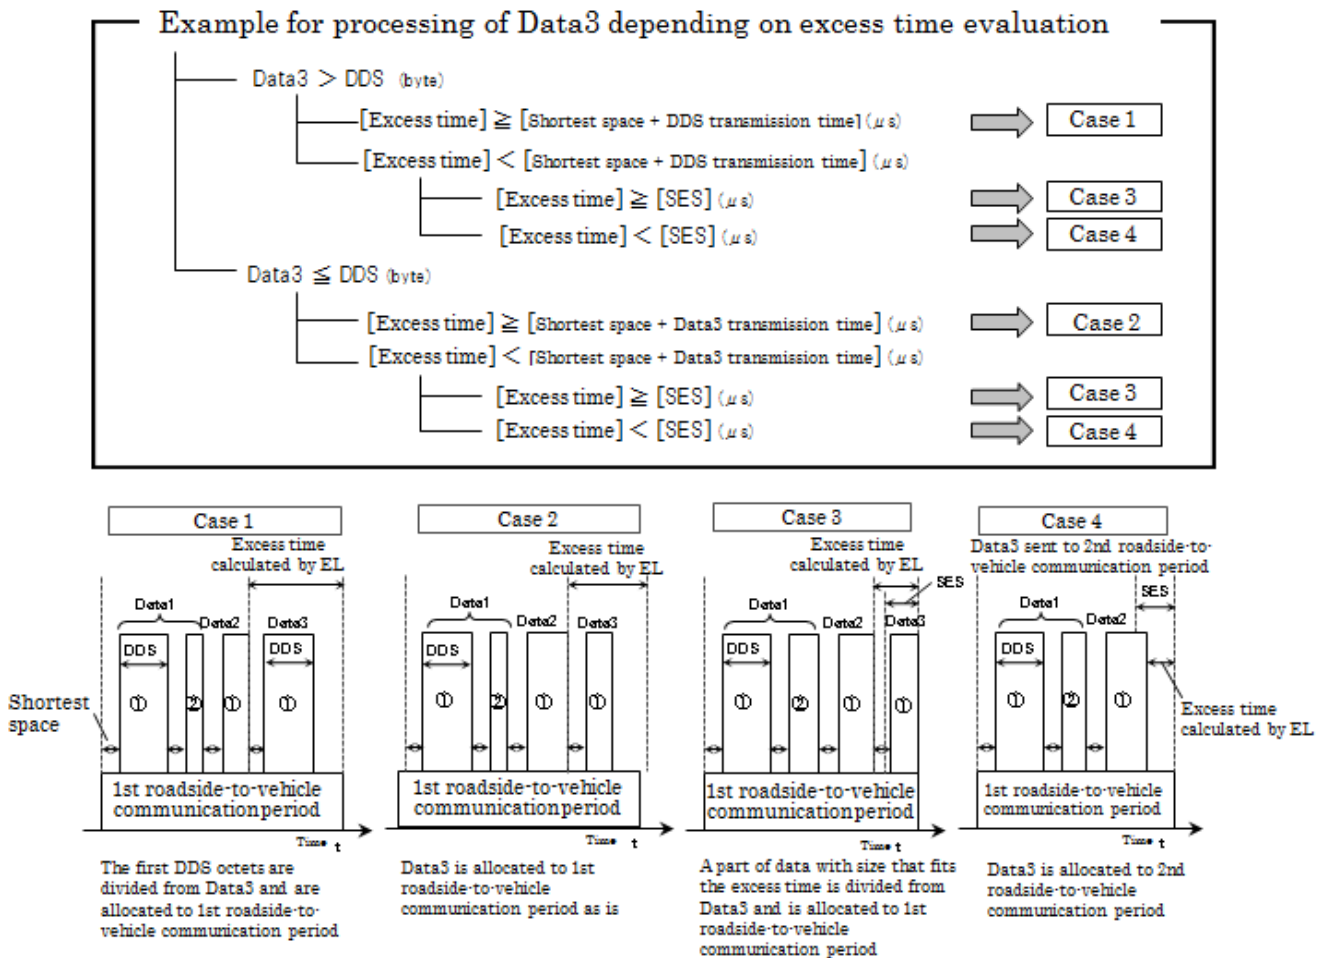 Example for processing of Data3 depending on excess time evaluation
Data3 > DDS (byte)
[Excess time] ≧ [Shortest space + DDS transmission time] (μs)
Case 1
[Excess time] < [Shortest space + DDS transmission time] (μs)
[Excess time] ≧ [SES] (μs)
Case 3
[Excess time] < [SES] (μs)
Case 4
Data3 ≦ DDS (byte)
[Excess time] ≧ [Shortest space + Data3 transmission time] (μs)
Case 2
[Excess time] < [Shortest space + Data3 transmission time] (μs)
[Excess time] ≧ [SES] (μs)
Case 3
[Excess time] < [SES] (μs)
Case 4
Case 1
Excess time
calculated by EL
Data1
Data2
Data3
DDS
DDS
① ② ① ①
Shortest
space
1st roadside-to-vehicle
communication period
Time t
The first DDS octets are
divided from Data3 and are
allocated to 1st roadside-to-
vehicle communication period
Case 2
Excess time
calculated by EL
Data1
Data2
Data3
DDS
① ② ① ①
1st roadside-to-vehicle
communication period
Time t
Data3 is allocated to 1st
roadside-to-vehicle
communication period as is
Case 3
Excess time
calculated by EL
SES
Data1
Data2
Data3
DDS
① ② ① ①
1st roadside-to-vehicle
communication period
Time t
A part of data with size that fits
the excess time is divided from
Data3 and is allocated to 1st
roadside-to-vehicle
communication period
Case 4
Data3 sent to 2nd roadside-to-
vehicle communication period
SES
Data1
Data2
DDS
① ② ①
Excess time
calculated by EL
1st roadside-to-vehicle
communication period
Time t
Data3 is allocated to 2nd
roadside-to-vehicle
communication period